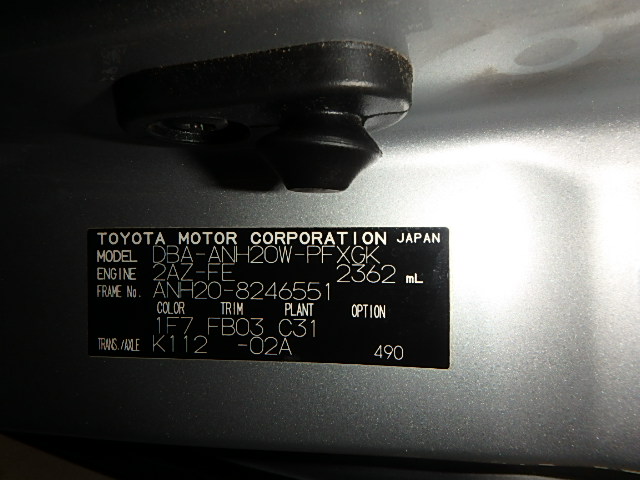 TOYOTA MOTOR CORPORATION JAPAN
MODEL DBA-ANH20W-PFXGK
ENGINE 2AZ-FE 2362 mL
FRAME No. ANH20-8246551
COLOR TRIM PLANT OPTION
1F7 FB03 C31
TRANS./AXLE K112 -02A 490